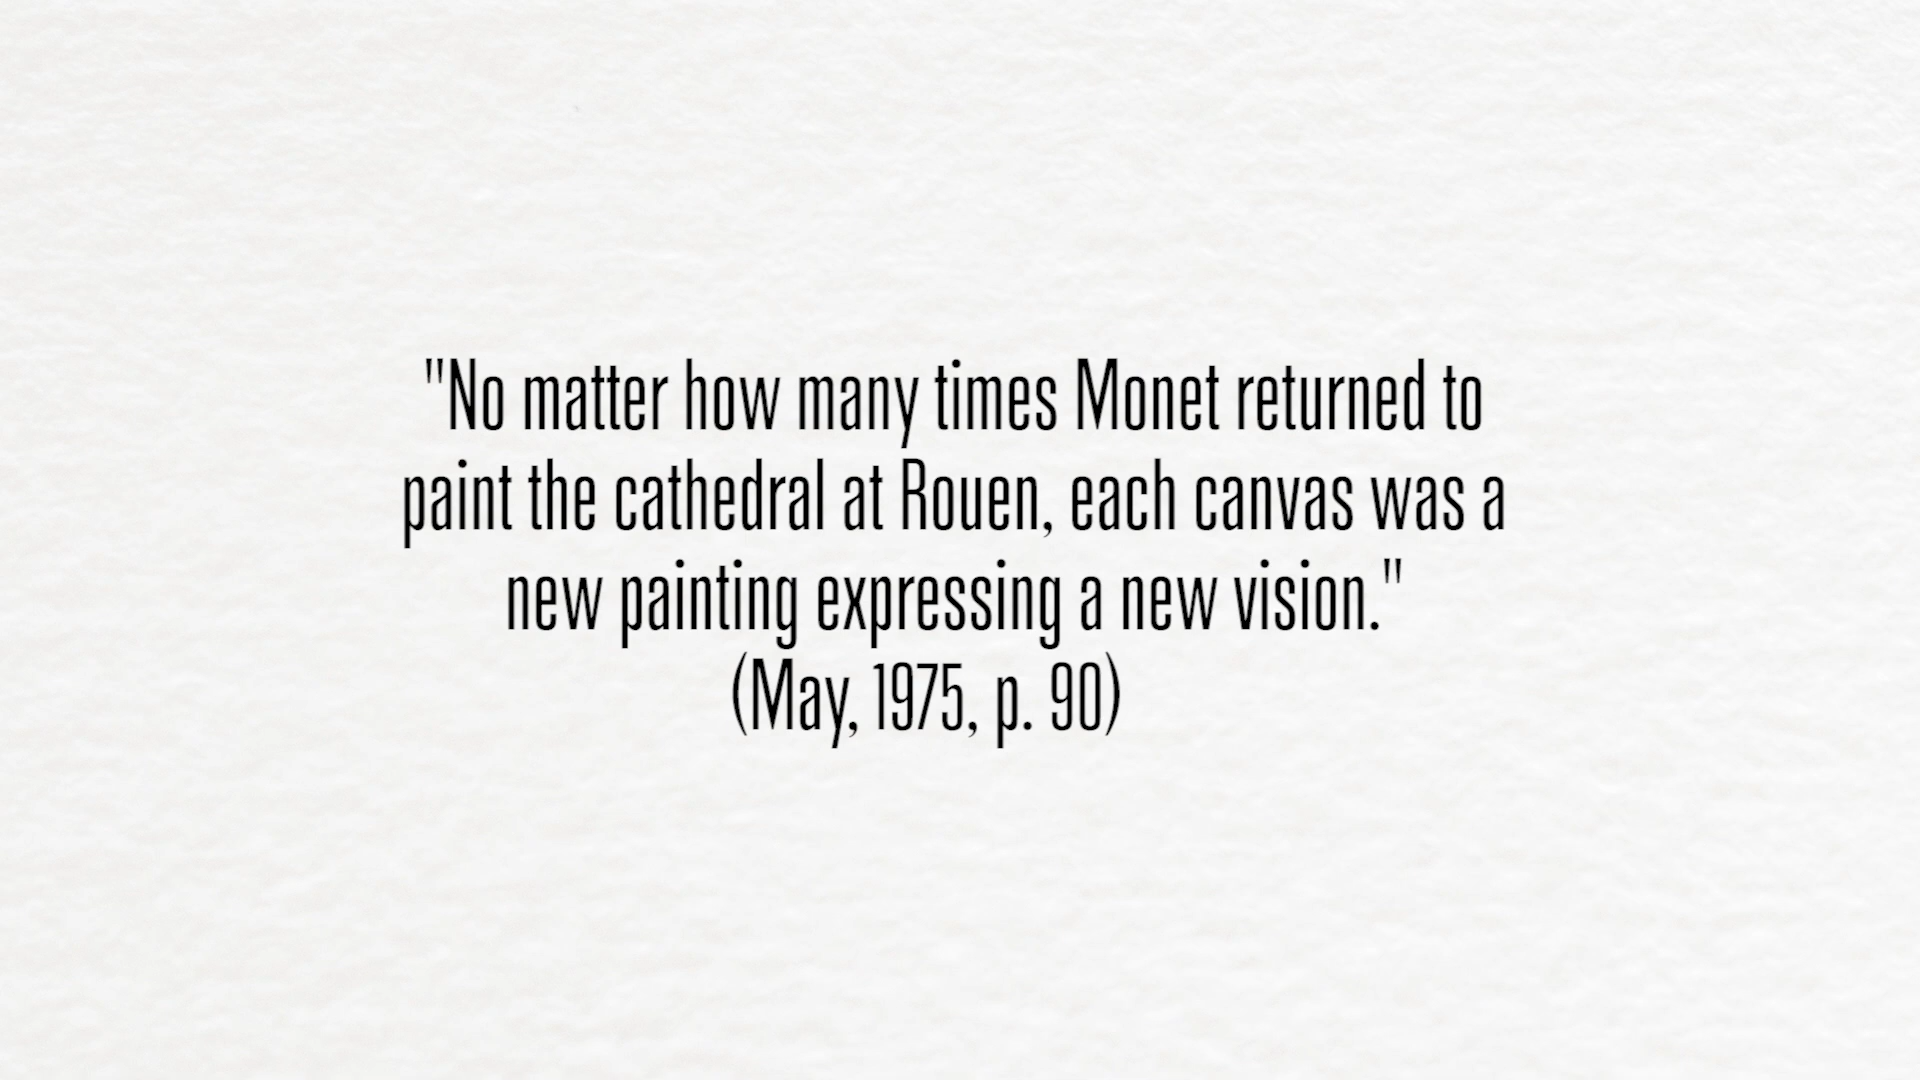 "No matter how many times Monet returned to
paint the cathedral at Rouen, each canvas was a
new painting expressing a new vision."
(May, 1975, p. 90)